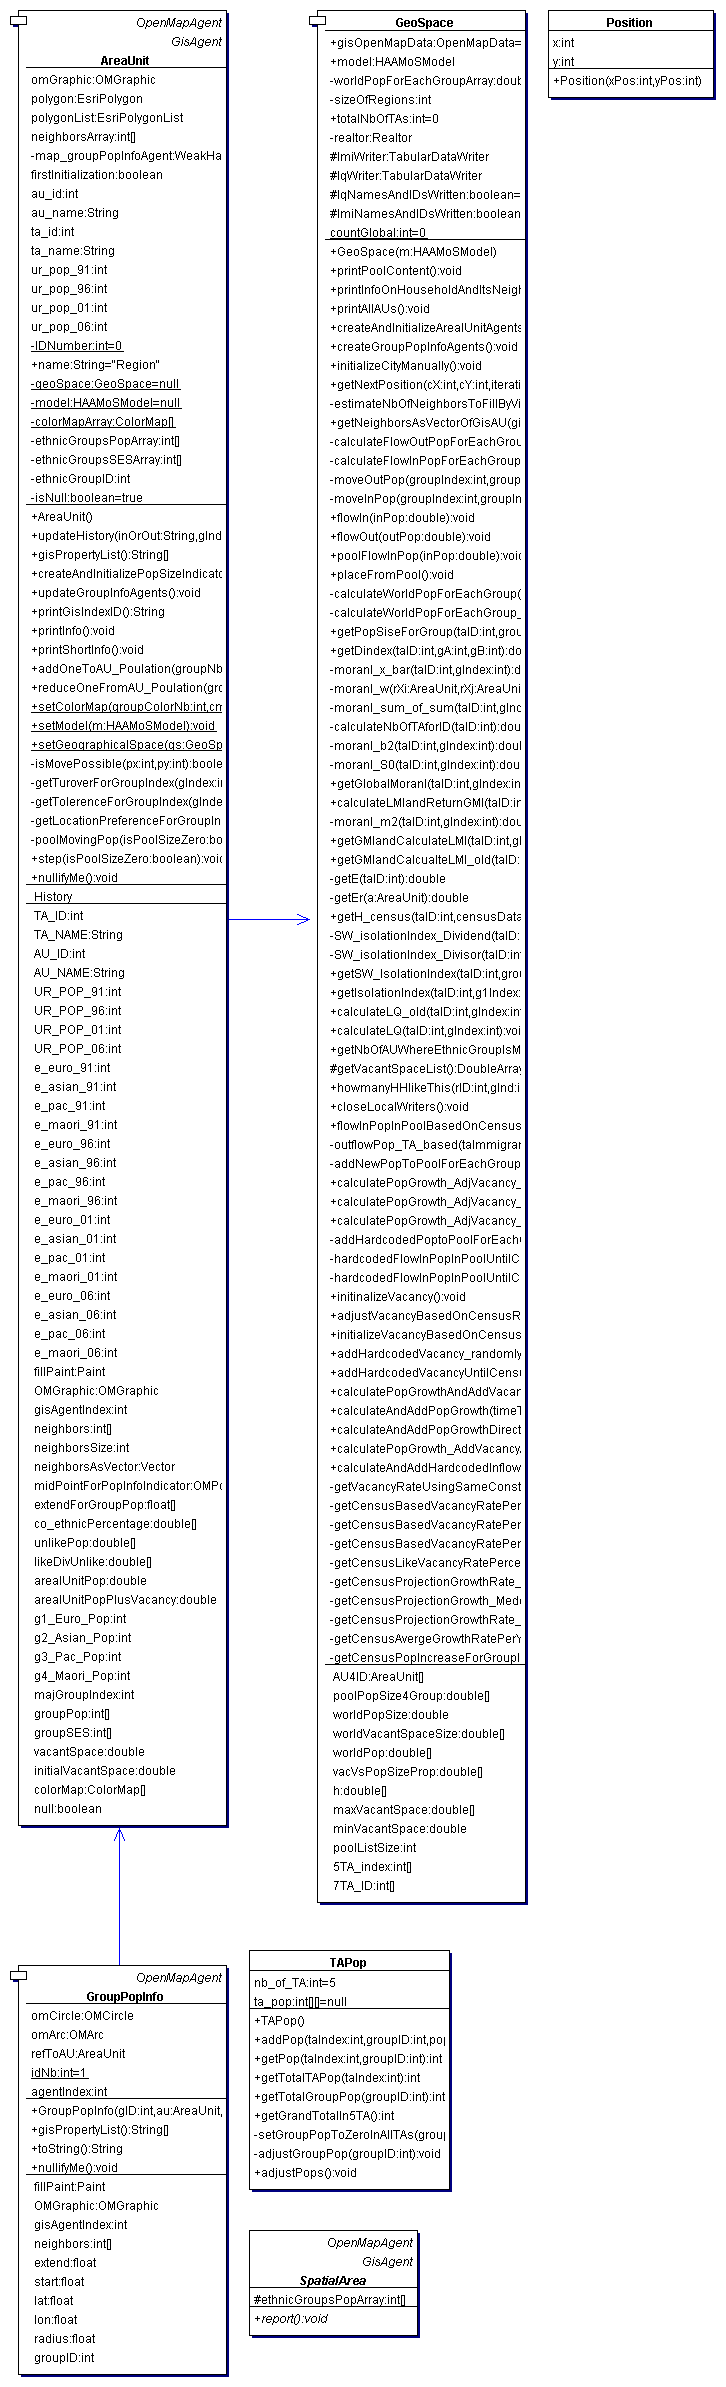 OpenMapAgent
GisAgent
AreaUnit
omGraphic:OMGraphic
polygon:EsriPolygon
polygonList:EsriPolygonList
neighborsArray:int[]
-map_groupPopInfoAgent:WeakHa
firstInitialization:boolean
au_id:int
au_name:String
ta_id:int
ta_name:String
ur_pop_91:int
ur_pop_96:int
ur_pop_01:int
ur_pop_06:int
-IDNumber:int=0
+name:String="Region"
-geoSpace:GeoSpace=null
-model:HAAMoSModel=null
-colorMapArray:ColorMap[]
-ethnicGroupsPopArray:int[]
-ethnicGroupsSESArray:int[]
-ethnicGroupID:int
-isNull:boolean=true
+AreaUnit()
+updateHistory(inOrOut:String,gInd
+gisPropertyList():String[]
+createAndInitializePopSizeIndicato
+updateGroupInfoAgents():void
+printGisIndexID():String
+printInfo():void
+printShortInfo():void
+addOneToAU_Poulation(groupNb
+reduceOneFromAU_Poulation(gro
+setColorMap(groupColorNb:int,cm
+setModel(m:HAAMoSModel):void
+setGeographicalSpace(gs:GeoSp
-isMovePossible(px:int,py:int):boole
-getTuroverForGroupIndex(gIndex:i
-getTolerenceForGroupIndex(gInde
-getLocationPreferenceForGroupIn
-poolMovingPop(isPoolSizeZero:bo
+step(isPoolSizeZero:boolean):voi
+nullifyMe():void
History
TA_ID:int
TA_NAME:String
AU_ID:int
AU_NAME:String
UR_POP_91:int
UR_POP_96:int
UR_POP_01:int
UR_POP_06:int
e_euro_91:int
e_asian_91:int
e_pac_91:int
e_maori_91:int
e_euro_96:int
e_asian_96:int
e_pac_96:int
e_maori_96:int
e_euro_01:int
e_asian_01:int
e_pac_01:int
e_maori_01:int
e_euro_06:int
e_asian_06:int
e_pac_06:int
e_maori_06:int
fillPaint:Paint
OMGraphic:OMGraphic
gisAgentIndex:int
neighbors:int[]
neighborsSize:int
neighborsAsVector:Vector
midPointForPopInfoIndicator:OMPo
extendForGroupPop:float[]
co_ethnicPercentage:double[]
unlikePop:double[]
likeDivUnlike:double[]
arealUnitPop:double
arealUnitPopPlusVacancy:double
g1_Euro_Pop:int
g2_Asian_Pop:int
g3_Pac_Pop:int
g4_Maori_Pop:int
majGroupIndex:int
groupPop:int[]
groupSES:int[]
vacantSpace:double
initialVacantSpace:double
colorMap:ColorMap[]
null:boolean
GeoSpace
+gisOpenMapData:OpenMapData=
+model:HAAMoSModel
-worldPopForEachGroupArray:doub
-sizeOfRegions:int
+totalNbOfTAs:int=0
-realtor:Realtor
#lmiWriter:TabularDataWriter
#lqWriter:TabularDataWriter
#lqNamesAndIDsWritten:boolean=
#lmiNamesAndIDsWritten:boolean
countGlobal:int=0
+GeoSpace(m:HAAMoSModel)
+printPoolContent():void
+printInfoOnHouseholdAndItsNeigh
+printAllAUs():void
+createAndInitializeArealUnitAgents
+createGroupPopInfoAgents():void
+initializeCityManually():void
+getNextPosition(cX:int,cY:int,iterati
-estimateNbOfNeighborsToFillByVi
+getNeighborsAsVectorOfGisAU(gi
-calculateFlowOutPopForEachGrou
-calculateFlowInPopForEachGroup
-moveOutPop(groupIndex:int,group
-moveInPop(groupIndex:int,groupIn
+flowIn(inPop:double):void
+flowOut(outPop:double):void
+poolFlowInPop(inPop:double):voi
+placeFromPool():void
-calculateWorldPopForEachGroup(
-calculateWorldPopForEachGroup_
+getPopSiseForGroup(taID:int,grou
+getDindex(taID:int,gA:int,gB:int):do
-moranI_x_bar(taID:int,gIndex:int):d
-moranI_w(rXi:AreaUnit,rXj:AreaUni
-moranI_sum_of_sum(taID:int,gInd
-calculateNbOfTAforID(taID:int):dou
-moranI_b2(taID:int,gIndex:int):doul
-moranI_S0(taID:int,gIndex:int):dou
+getGlobalMoranI(taID:int,gIndex:in
+calculateLMIandReturnGMI(taID:in
-moranI_m2(taID:int,gIndex:int):dou
+getGMIandCalculateLMI(taID:int,gI
+getGMIandCalcualteLMI_old(taID:
-getE(taID:int):double
-getEr(a:AreaUnit):double
+getH_census(taID:int,censusData
-SW_isolationIndex_Dividend(taID:
-SW_isolationIndex_Divisor(taID:int
+getSW_IsolationIndex(taID:int,grou
+getIsolationIndex(taID:int,g1Index:
+calculateLQ_old(taID:int,gIndex:in
+calculateLQ(taID:int,gIndex:int):voi
+getNbOfAUWhereEthnicGroupIsM
#getVacantSpaceList():DoubleArray
+howmanyHHlikeThis(rID:int,gInd:i
+closeLocalWriters():void
+flowInPopInPoolBasedOnCensus
-outflowPop_TA_based(taImmigran
-addNewPopToPoolForEachGroup
+calculatePopGrowth_AdjVacancy_
+calculatePopGrowth_AdjVacancy_
+calculatePopGrowth_AdjVacancy_
-addHardcodedPoptoPoolForEach
-hardcodedFlowInPopInPoolUntilC
-hardcodedFlowInPopInPoolUntilC
+initinalizeVacancy():void
+adjustVacancyBasedOnCensusR
+initializeVacancyBasedOnCensus
+addHardcodedVacancy_randomly
+addHardcodedVacancyUntilCens
+calculatePopGrowthAndAddVacan
+calculateAndAddPopGrowth(timeT
+calculateAndAddPopGrowthDirect
+calculatePopGrowth_AddVacancy
+calculateAndAddHardcodedInflow
-getVacancyRateUsingSameConst
-getCensusBasedVacancyRatePer
-getCensusBasedVacancyRatePer
-getCensusBasedVacancyRatePer
-getCensusLikeVacancyRatePerce
-getCensusProjectionGrowthRate_
-getCensusProjectionGrowth_Med
-getCensusProjectionGrowthRate_
-getCensusAvergeGrowthRatePerY
-getCensusPopIncreaseForGroupI
AU4ID:AreaUnit[]
poolPopSize4Group:double[]
worldPopSize:double
worldVacantSpaceSize:double[]
worldPop:double[]
vacVsPopSizeProp:double[]
h:double[]
maxVacantSpace:double[]
minVacantSpace:double
poolListSize:int
5TA_index:int[]
7TA_ID:int[]
Position
x:int
y:int
+Position(xPos:int,yPos:int)
OpenMapAgent
GroupPopInfo
omCircle:OMCircle
omArc:OMArc
refToAU:AreaUnit
idNb:int=1
agentIndex:int
+GroupPopInfo(gID:int,au:AreaUnit,
+gisPropertyList():String[]
+toString():String
+nullifyMe():void
fillPaint:Paint
OMGraphic:OMGraphic
gisAgentIndex:int
neighbors:int[]
extend:float
start:float
lat:float
lon:float
radius:float
groupID:int
TAPop
nb_of_TA:int=5
ta_pop:int[][]=null
+TAPop()
+addPop(taIndex:int,groupID:int,po
+getPop(taIndex:int,groupID:int):int
+getTotalTAPop(taIndex:int):int
+getTotalGroupPop(groupID:int):int
+getGrandTotalIn5TA():int
-setGroupPopToZeroInAllTAs(group
-adjustGroupPop(groupID:int):void
+adjustPops():void
OpenMapAgent
GisAgent
SpatialArea
#ethnicGroupsPopArray:int[]
+report():void